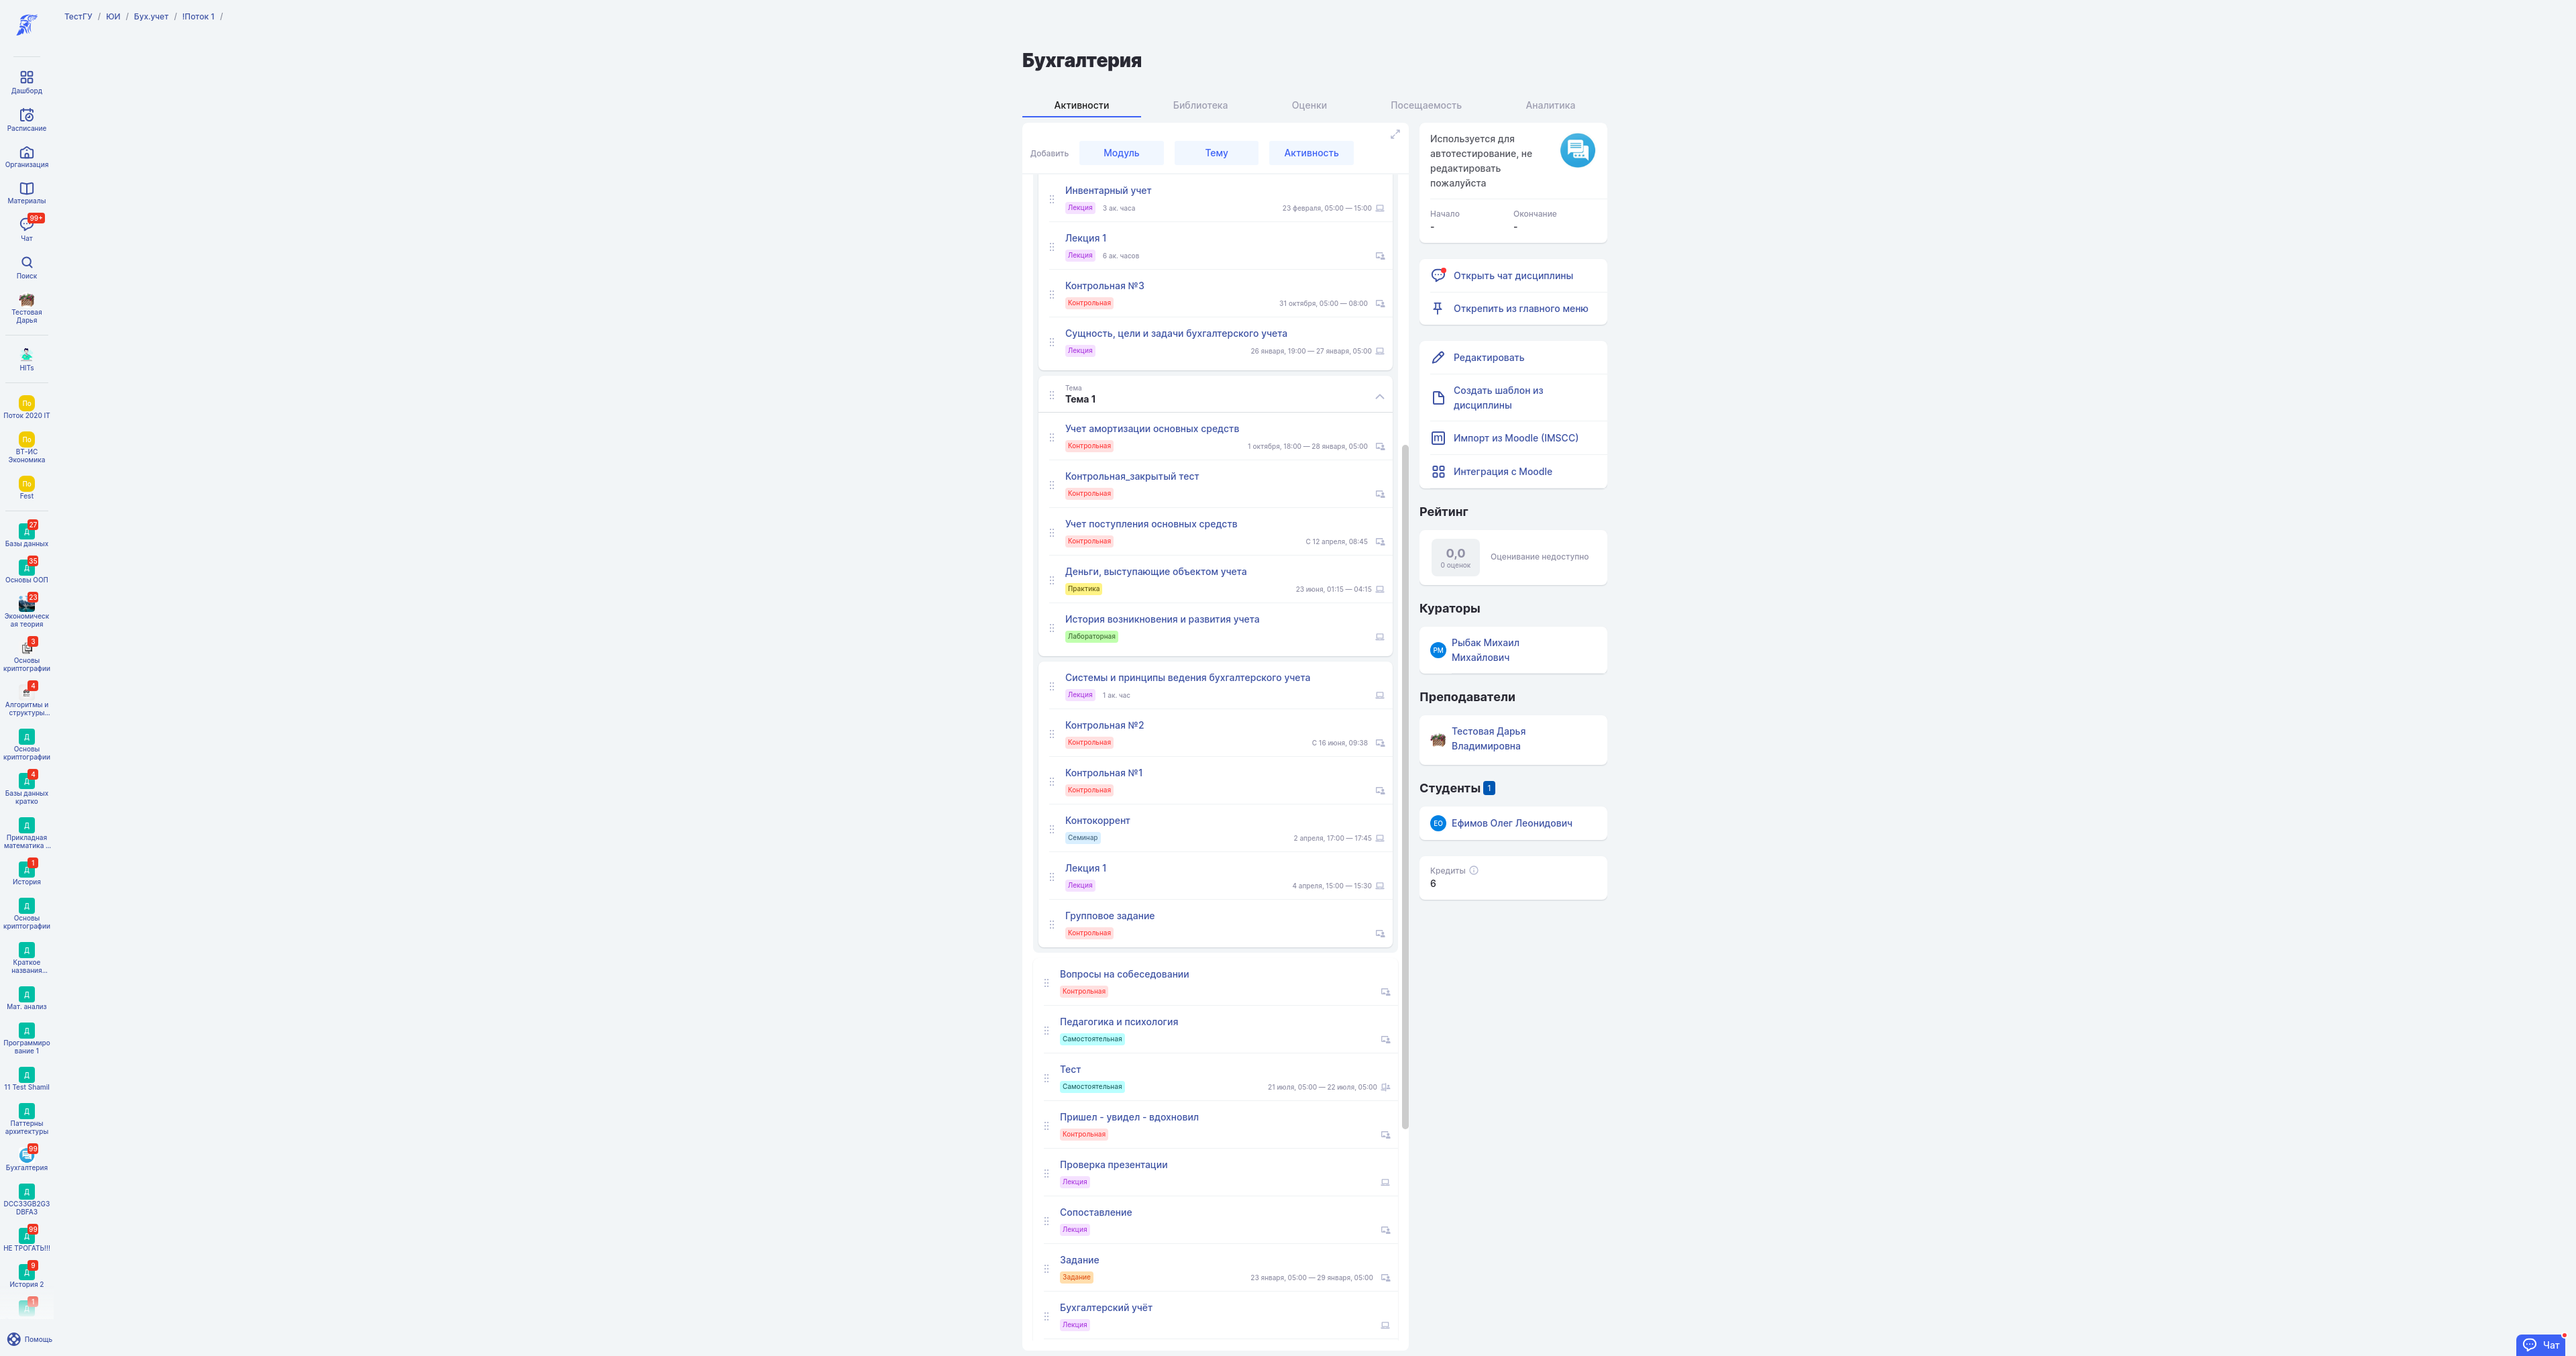 ТестГУ / ЮИ / Бух.учет / !Поток 1 /
Дашборд
Расписание
Организация
Материалы
99+
Чат
Поиск
Тестовая
Дарья
HITs
По
Поток 2020 IT
По
ВТ-ИС
Экономика
По
Fest
27
Д
Базы данных
35
Д
Основы ООП
23
Экономическ
ая теория
3
Основы
криптографии
4
Алгоритмы и
структуры...
Д
Основы
криптографии
4
Д
Базы данных
кратко
Д
Прикладная
математика ...
1
Д
История
Д
Основы
криптографии
Д
Краткое
названия...
Д
Мат. анализ
Д
Программиро
вание 1
Д
11 Test Shamil
Д
Паттерны
архитектуры
99
Бухгалтерия
Д
DCC33GB2G3
DBFA3
99
Д
НЕ ТРОГАТЬ!!!
9
Д
История 2
1
Д
Помощь
Бухгалтерия
Активности Библиотека Оценки Посещаемость Аналитика
Добавить Модуль Тему Активность
Инвентарный учет
Лекция 3 ак. часа 23 февраля, 05:00 — 15:00
Лекция 1
Лекция 6 ак. часов
Контрольная №3
Контрольная 31 октября, 05:00 — 08:00
Сущность, цели и задачи бухгалтерского учета
Лекция 26 января, 19:00 — 27 января, 05:00
Тема
Тема 1
Учет амортизации основных средств
Контрольная 1 октября, 18:00 — 28 января, 05:00
Контрольная_закрытый тест
Контрольная
Учет поступления основных средств
Контрольная С 12 апреля, 08:45
Деньги, выступающие объектом учета
Практика 23 июня, 01:15 — 04:15
История возникновения и развития учета
Лабораторная
Системы и принципы ведения бухгалтерского учета
Лекция 1 ак. час
Контрольная №2
Контрольная С 16 июня, 09:38
Контрольная №1
Контрольная
Контокоррент
Семинар 2 апреля, 17:00 — 17:45
Лекция 1
Лекция 4 апреля, 15:00 — 15:30
Групповое задание
Контрольная
Вопросы на собеседовании
Контрольная
Педагогика и психология
Самостоятельная
Тест
Самостоятельная 21 июля, 05:00 — 22 июля, 05:00
Пришел - увидел - вдохновил
Контрольная
Проверка презентации
Лекция
Сопоставление
Лекция
Задание
Задание 23 января, 05:00 — 29 января, 05:00
Бухгалтерский учёт
Лекция
Используется для
автотестирование, не
редактировать
пожалуйста
Начало Окончание
- -
Открыть чат дисциплины
Открепить из главного меню
Редактировать
Создать шаблон из
дисциплины
Импорт из Moodle (IMSCC)
Интеграция с Moodle
Рейтинг
0,0
0 оценок
Оценивание недоступно
Кураторы
РМ
Рыбак Михаил
Михайлович
Преподаватели
Тестовая Дарья
Владимировна
Студенты 1
ЕО Ефимов Олег Леонидович
Кредиты
6
Чат